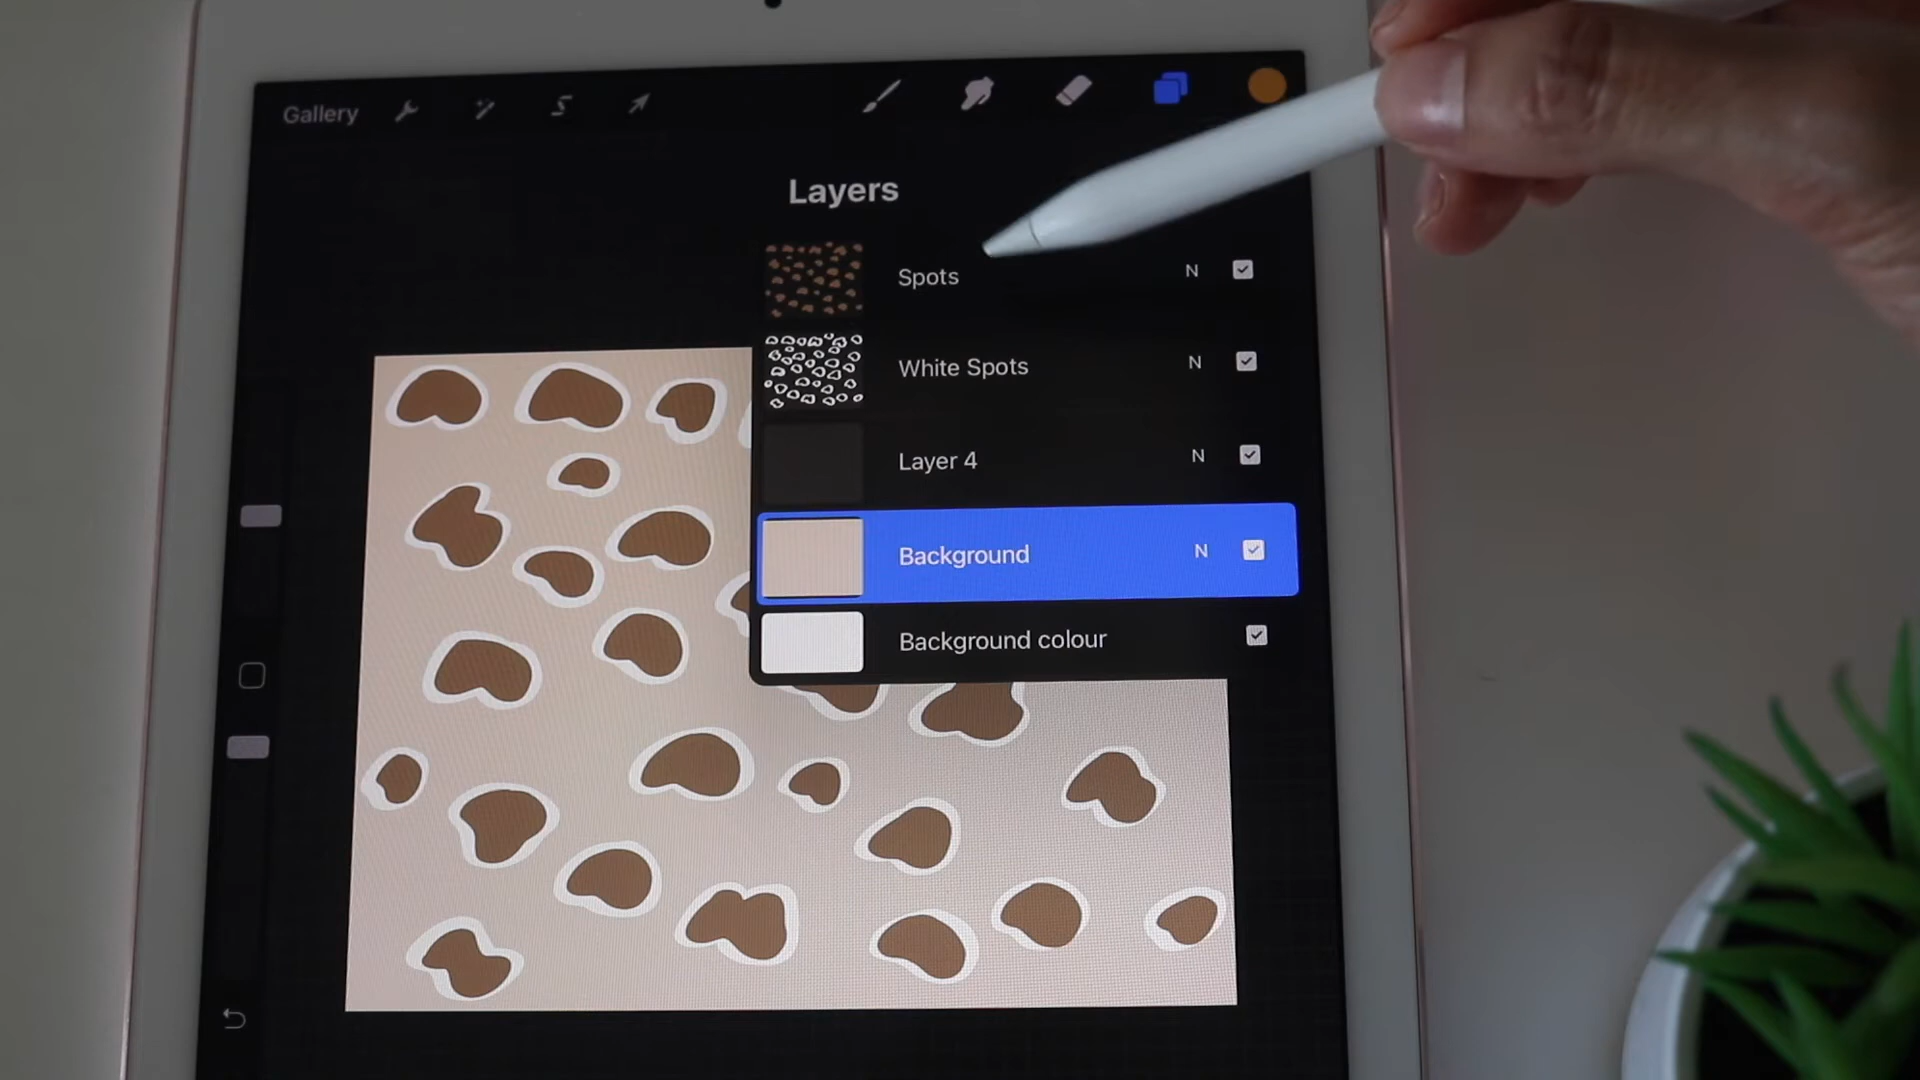 Gallery
Layers
Spots N
White Spots N
Layer 4 N
Background N
Background colour